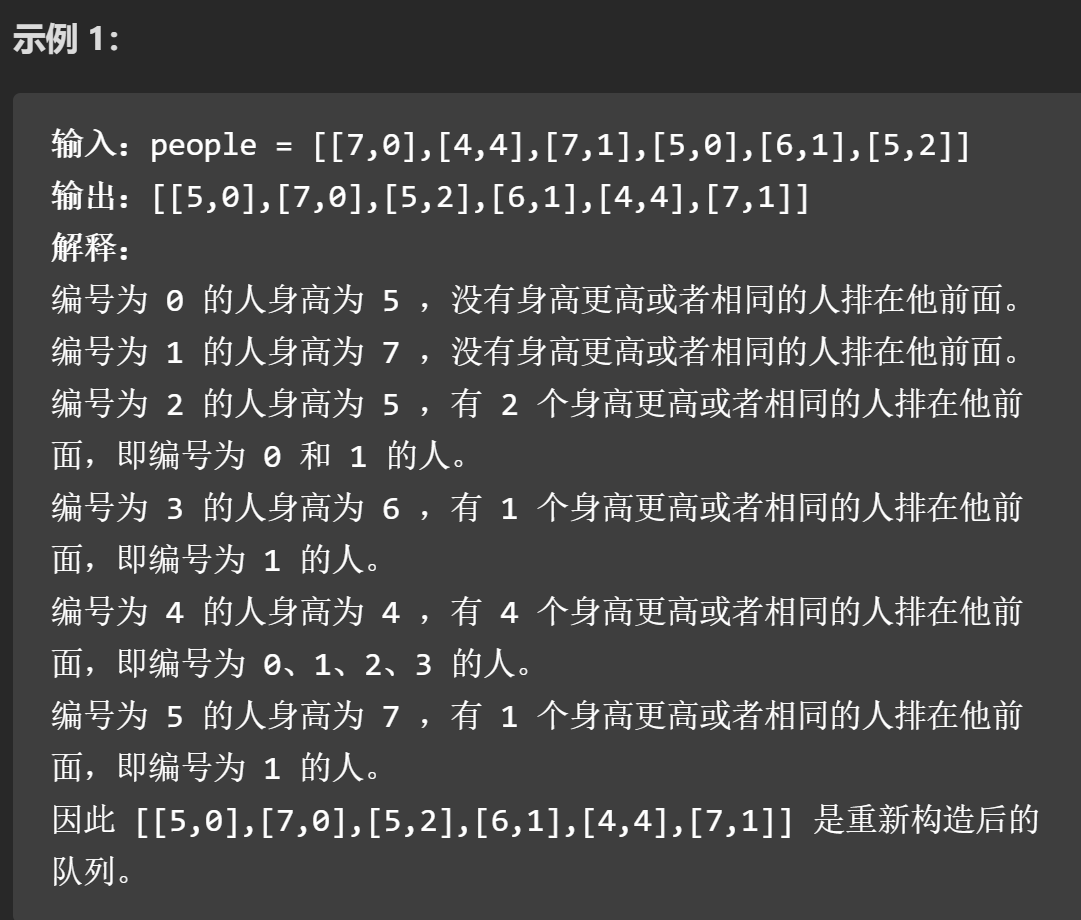 示例 1：
输入：people = [[7,0],[4,4],[7,1],[5,0],[6,1],[5,2]]
输出：[[5,0],[7,0],[5,2],[6,1],[4,4],[7,1]]
解释：
编号为 0 的人身高为 5 ，没有身高更高或者相同的人排在他前面。
编号为 1 的人身高为 7 ，没有身高更高或者相同的人排在他前面。
编号为 2 的人身高为 5 ，有 2 个身高更高或者相同的人排在他前
面，即编号为 0 和 1 的人。
编号为 3 的人身高为 6 ，有 1 个身高更高或者相同的人排在他前
面，即编号为 1 的人。
编号为 4 的人身高为 4 ，有 4 个身高更高或者相同的人排在他前
面，即编号为 0、1、2、3 的人。
编号为 5 的人身高为 7 ，有 1 个身高更高或者相同的人排在他前
面，即编号为 1 的人。
因此 [[5,0],[7,0],[5,2],[6,1],[4,4],[7,1]] 是重新构造后的
队列。